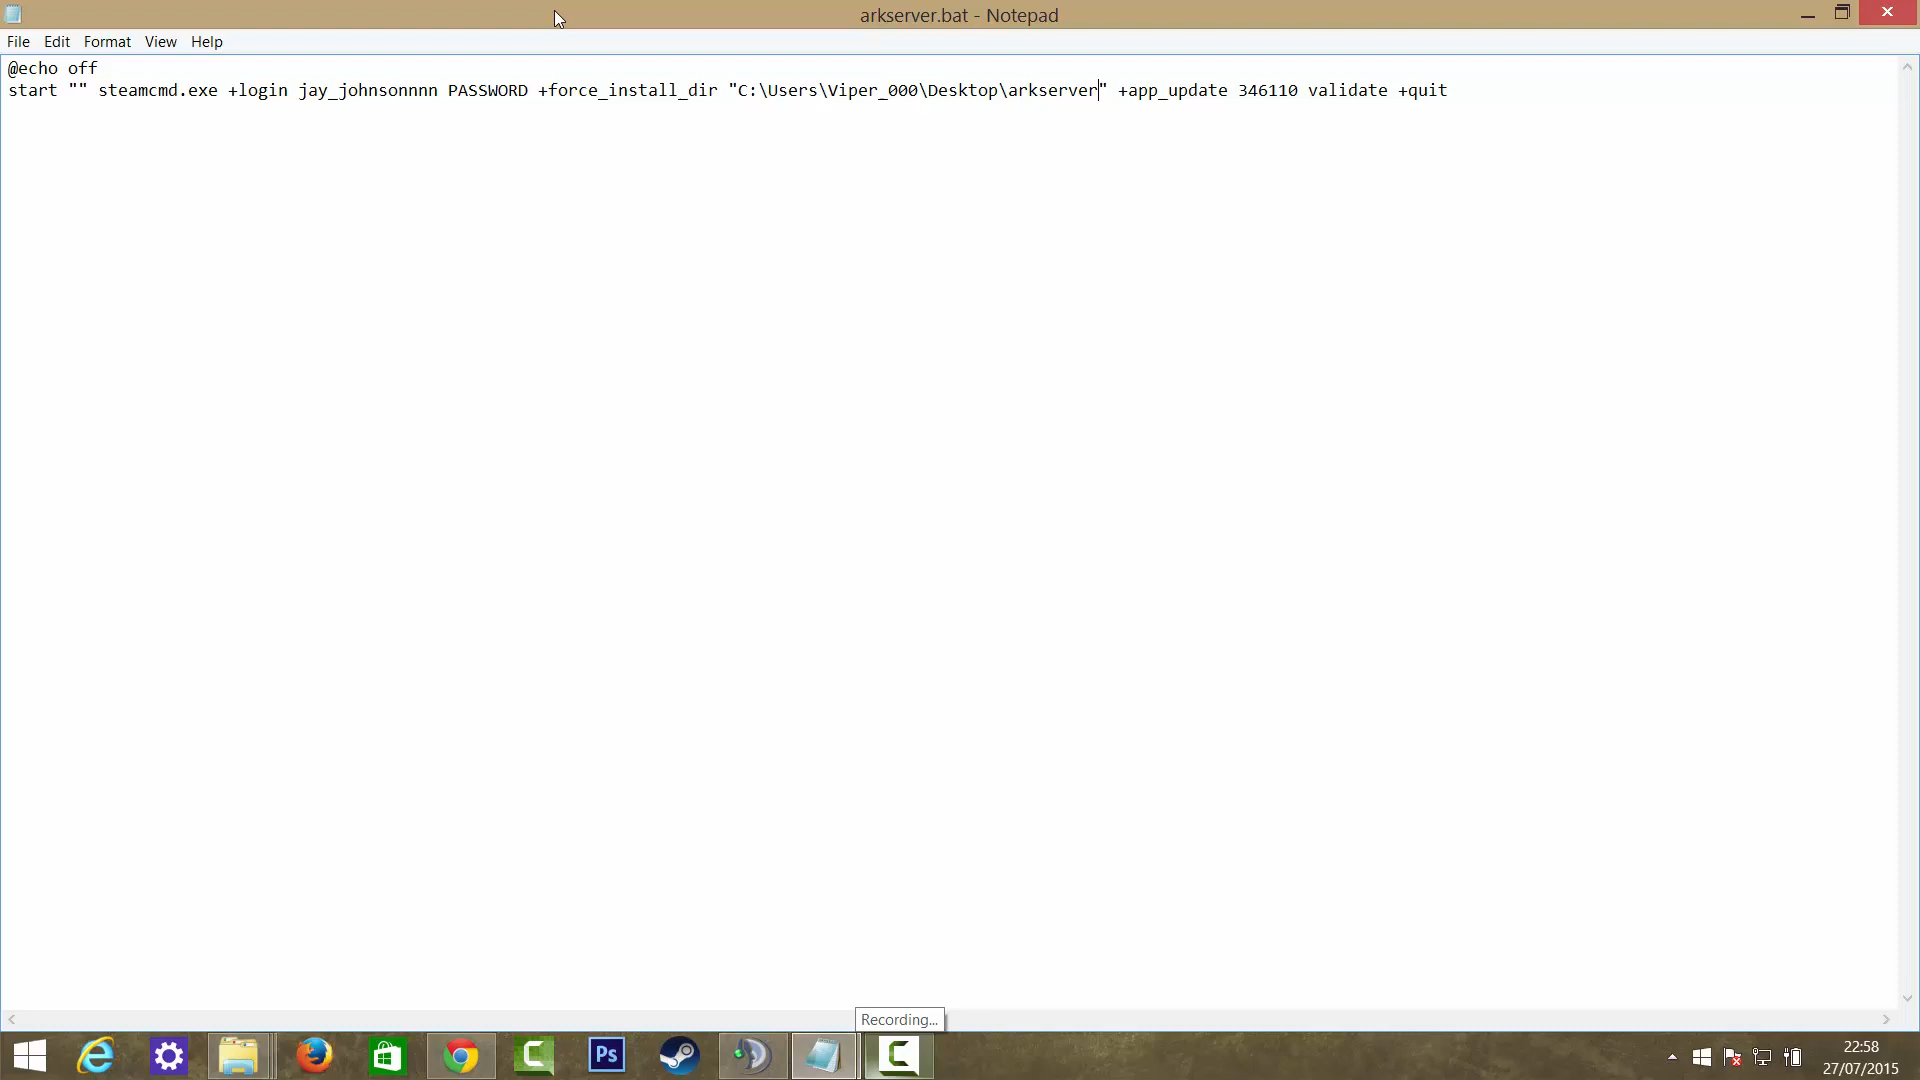 arkserver.bat - Notepad
File Edit Format View Help
@echo off
start "" steamcmd.exe +login jay_johnsonnnn PASSWORD +force_install_dir "C:\Users\Viper_000\Desktop\arkserver" +app_update 346110 validate +quit
Recording...
Ps
22:58
27/07/2015